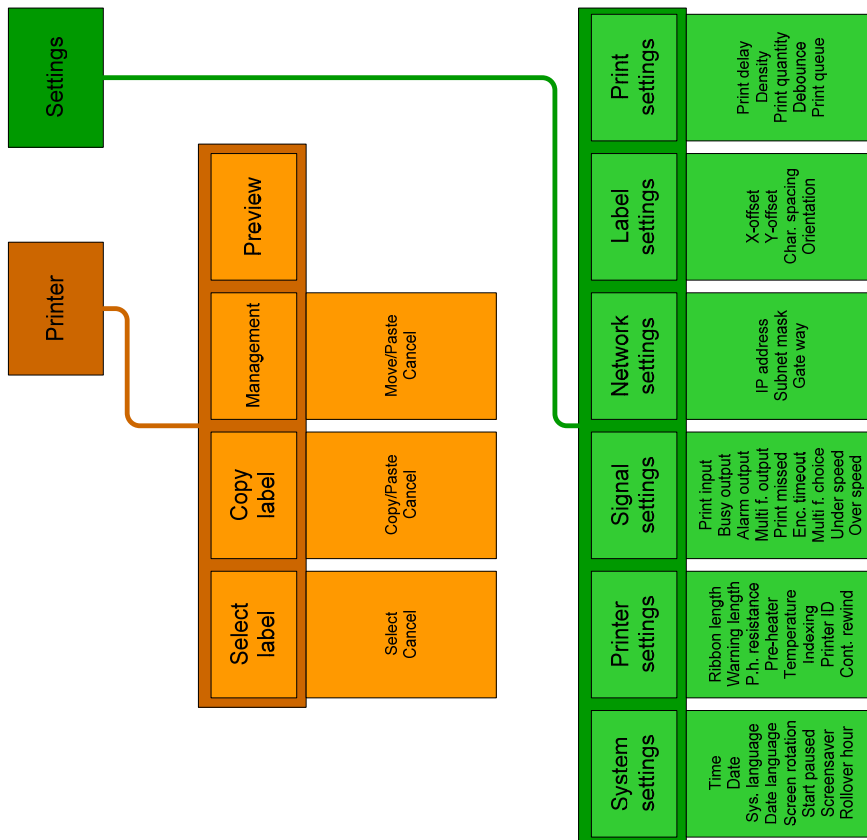 Printer
Settings
Select
label
Copy
label
Management
Preview
Select
Cancel
Copy/Paste
Cancel
Move/Paste
Cancel
System
settings
Printer
settings
Signal
settings
Network
settings
Label
settings
Print
settings
Time
Date
Sys. language
Date language
Screen rotation
Start paused
Screensaver
Rollover hour
Ribbon length
Warning length
P.h. resistance
Pre-heater
Temperature
Indexing
Printer ID
Cont. rewind
Print input
Busy output
Alarm output
Multi f. output
Print missed
Enc. timeout
Multi f. choice
Under speed
Over speed
IP address
Subnet mask
Gate way
X-offset
Y-offset
Char. spacing
Orientation
Print delay
Density
Print quantity
Debounce
Print queue